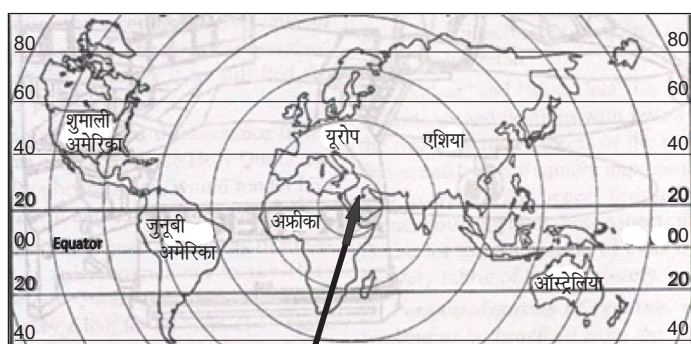 80 80
60 60
शुमाली
अमेरिका
यूरोप
एशिया
40 40
20 20
अफ्रीका
जुनूबी
अमेरिका
00 Equator 00
ऑस्ट्रेलिया
20 20
40 40